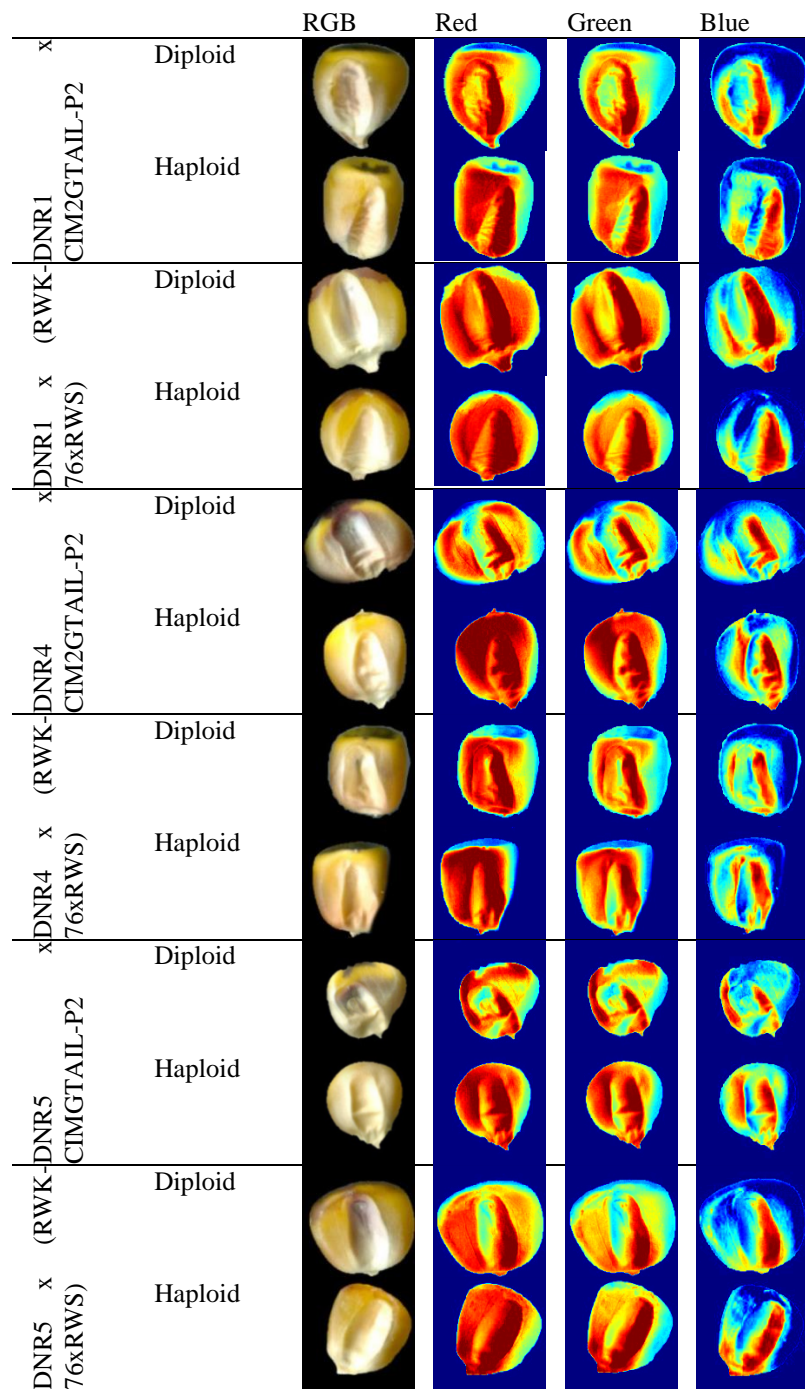 RGB Red Green Blue
DNR1 x
CIM2GTAIL-P2
Diploid
Haploid
DNR1 x (RWK-
76xRWS)
Diploid
Haploid
DNR4 x
CIM2GTAIL-P2
Diploid
Haploid
DNR4 x (RWK-
76xRWS)
Diploid
Haploid
DNR5 x
CIMGTAIL-P2
Diploid
Haploid
DNR5 x (RWK-
76xRWS)
Diploid
Haploid